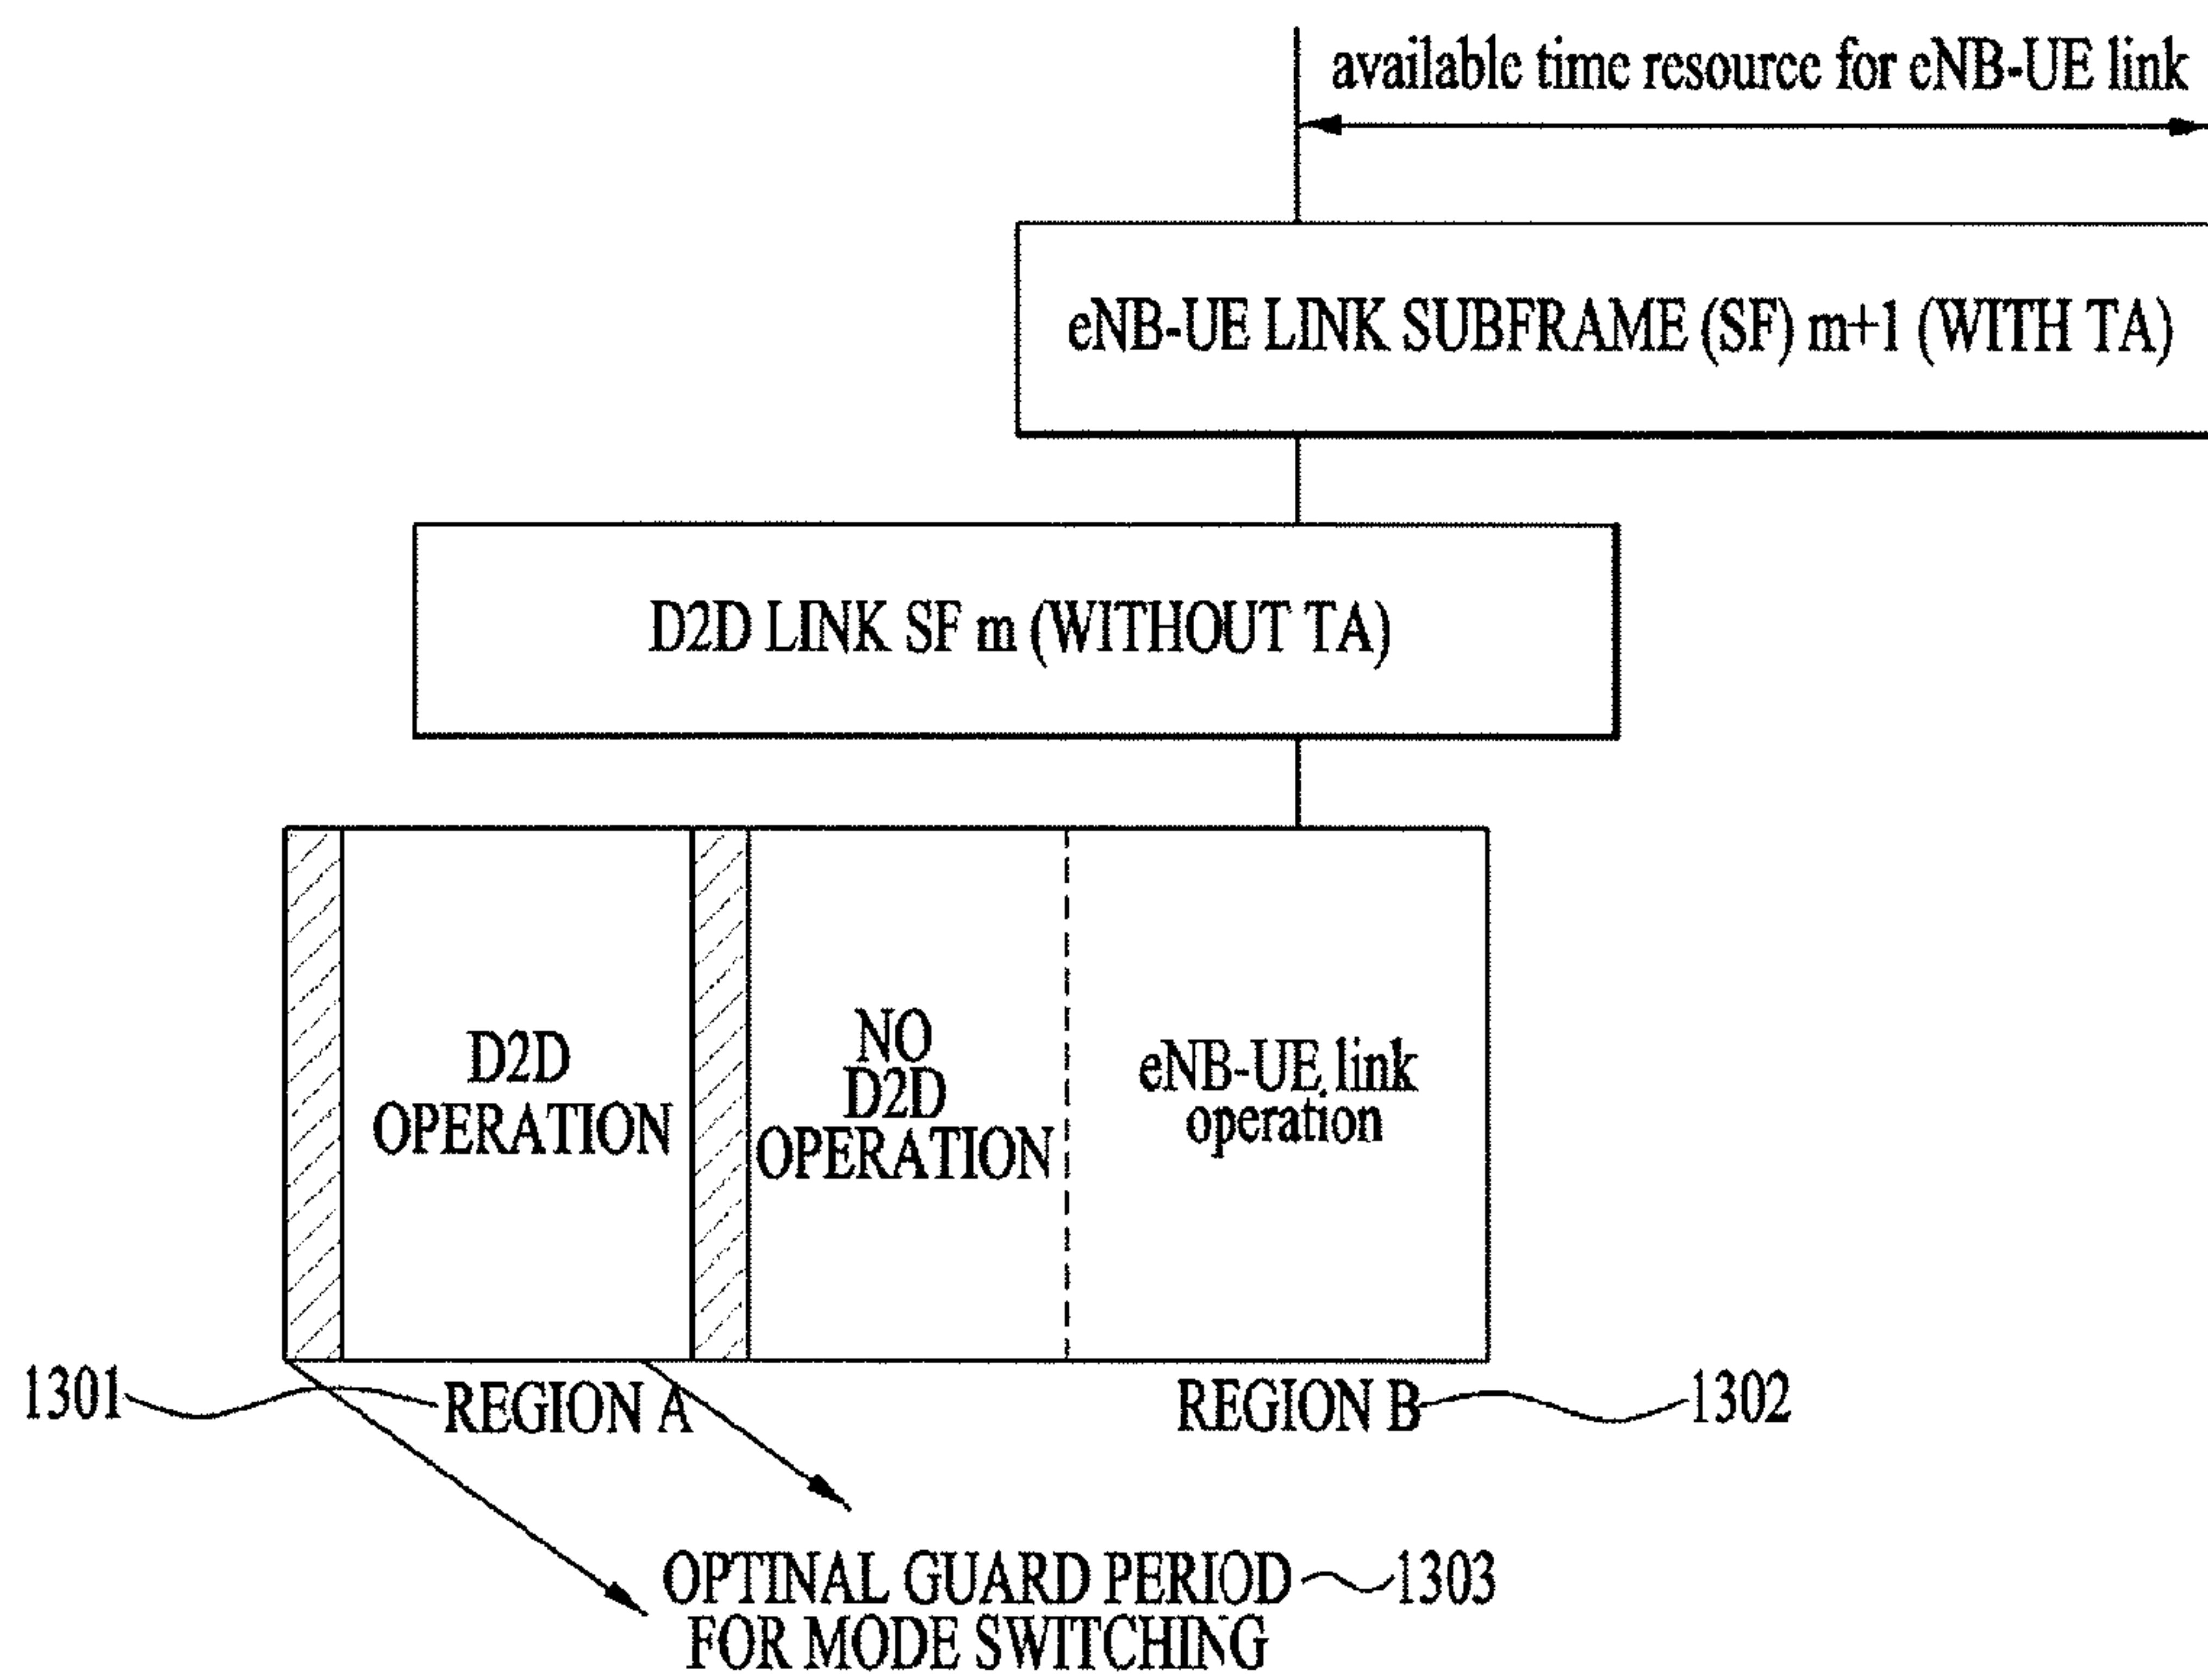 available time resource for eNB-UE link
eNB-UE LINK SUBFRAME (SF) m+1 (WITH TA)
D2D LINK SF m (WITHOUT TA)
D2D
OPERATION
NO
D2D
OPERATION
eNB-UE link
operation
1301
REGION A
REGION B
1302
OPTINAL GUARD PERIOD
1303
FOR MODE SWITCHING